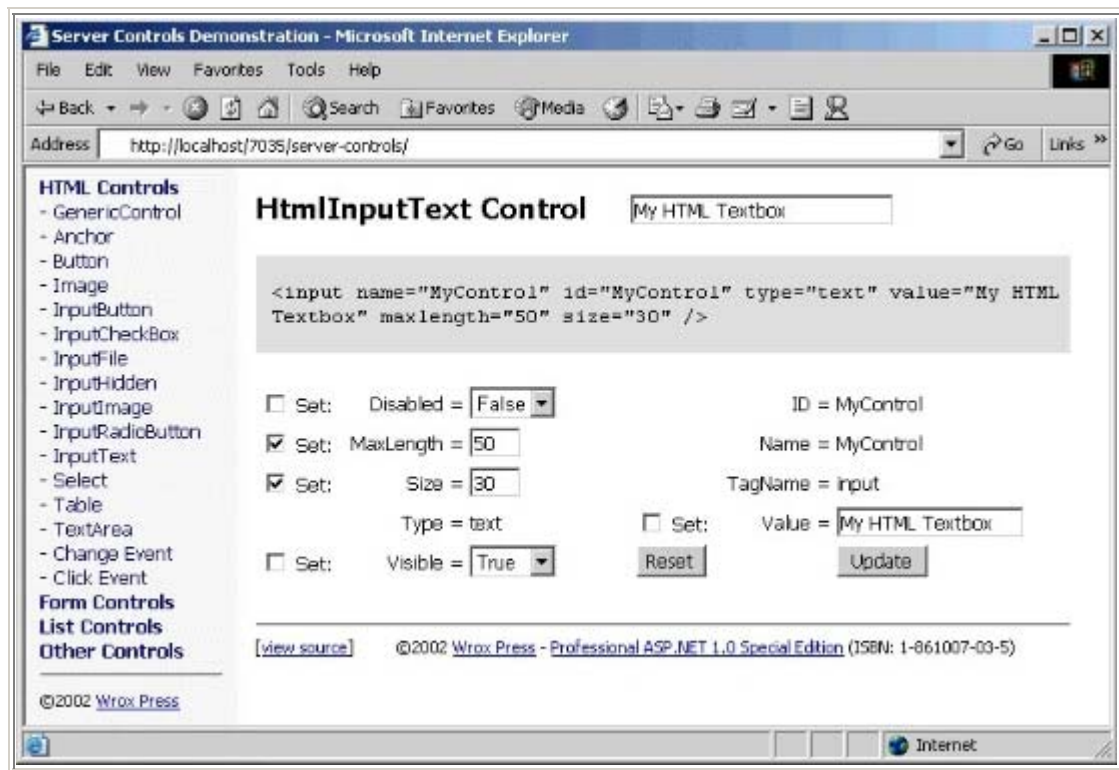 Server Controls Demonstration - Microsoft Internet Explorer
File Edit View Favorites Tools Help
Back Search Favorites Media
Address http://localhost/7035/server-controls/ Go Links »
HTML Controls
- GenericControl
- Anchor
- Button
- Image
- InputButton
- InputCheckBox
- InputFile
- InputHidden
- InputImage
- InputRadioButton
- InputText
- Select
- Table
- TextArea
- Change Event
- Click Event
Form Controls
List Controls
Other Controls
©2002 Wrox Press
HtmlInputText Control My HTML Textbox
<input name="MyControl" id="MyControl" type="text" value="My HTML
Textbox" maxlength="50" size="30" />
Set: Disabled = False ID = MyControl
Set: MaxLength = 50 Name = MyControl
Set: Size = 30 TagName = input
Type = text Set: Value = My HTML Textbox
Set: Visible = True Reset Update
[view source] ©2002 Wrox Press - Professional ASP.NET 1.0 Special Edition (ISBN: 1-861007-03-5)
Internet